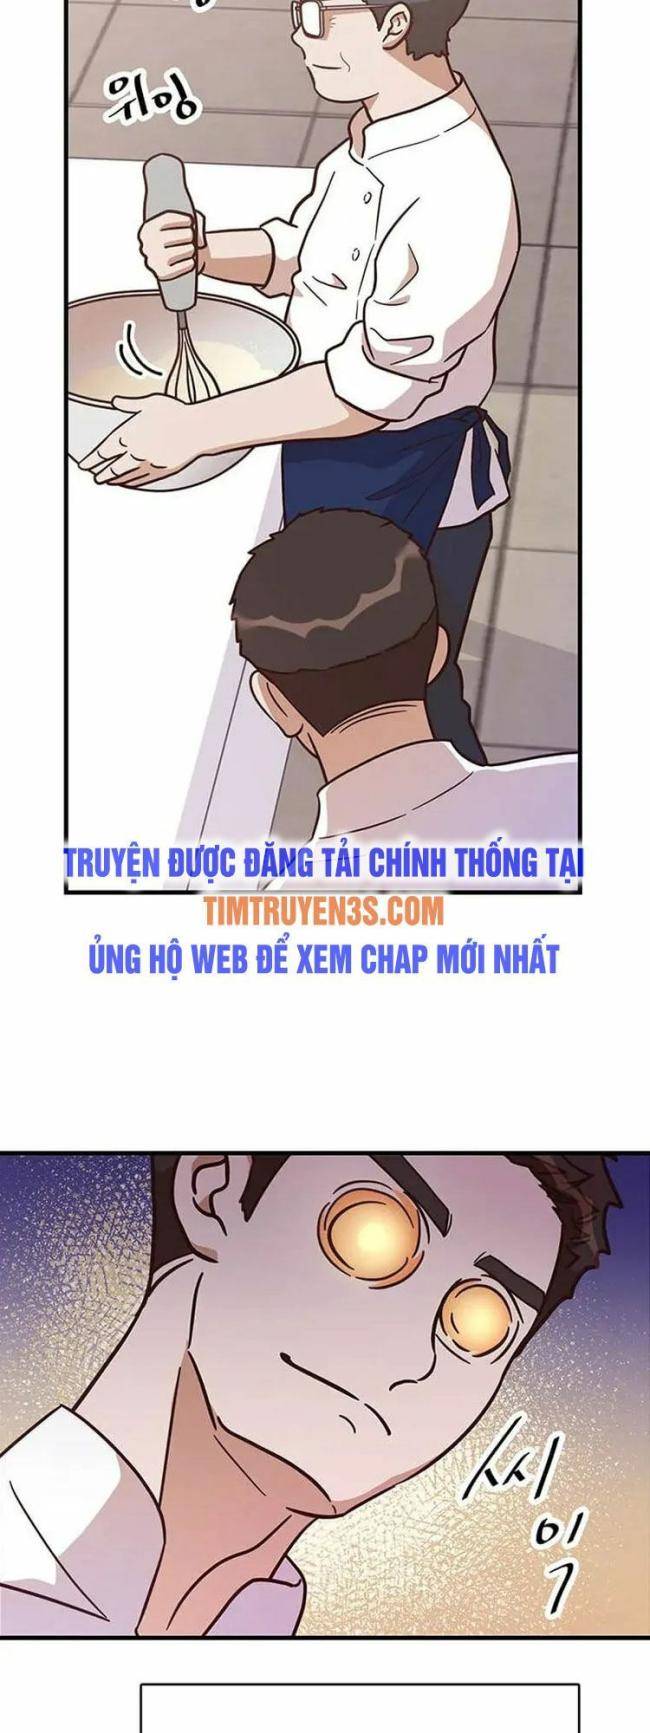 위잉
TRUYỆN ĐƯỢC ĐĂNG TẢI CHÍNH THỐNG TẠI
TIMTRUYEN3S.COM
ỦNG HỘ WEB ĐỂ XEM CHAP MỚI NHẤT
씨이